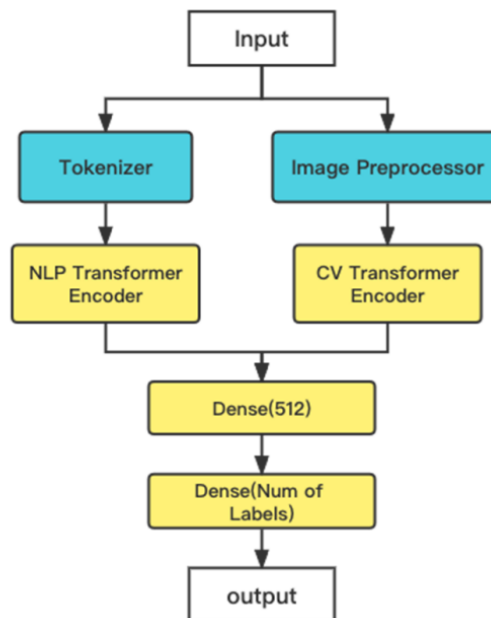 Input
Tokenizer
Image Preprocessor
NLP Transformer
Encoder
CV Transformer
Encoder
Dense(512)
Dense(Num of
Labels)
output